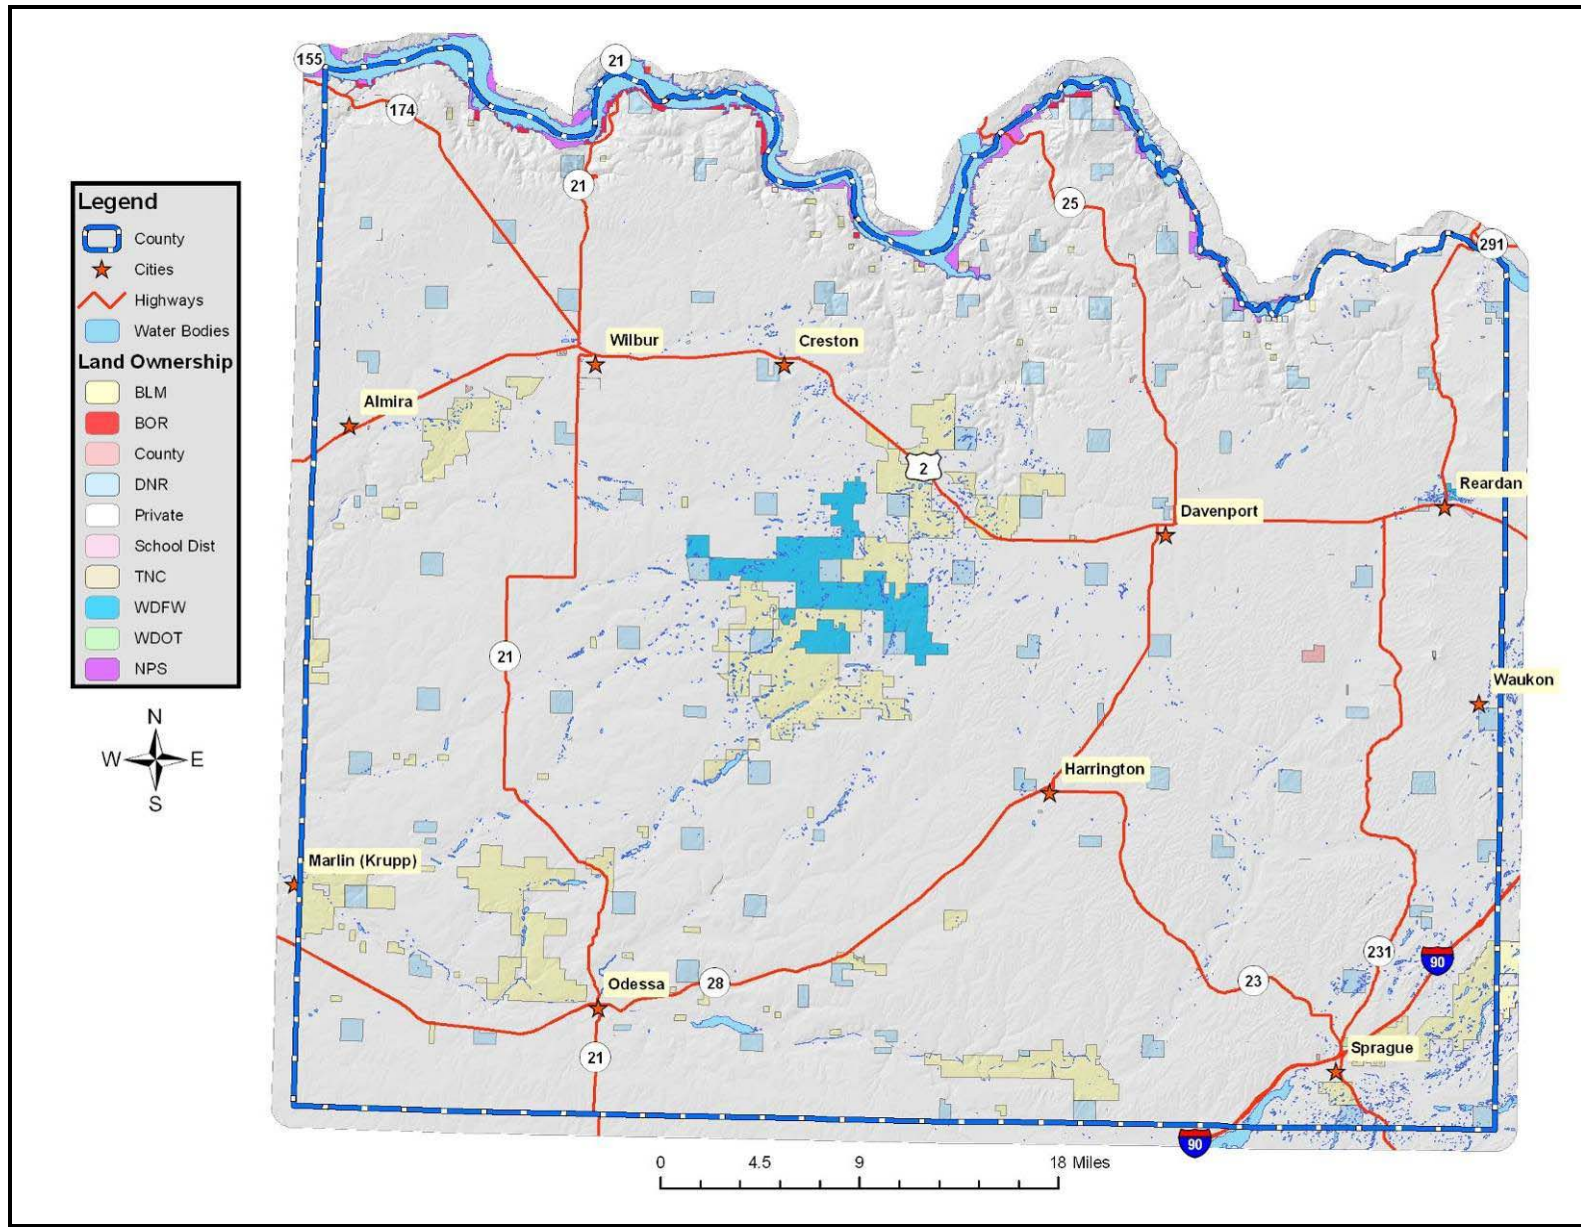 155
21
174
21
25
291
Legend
County
Cities
Highways
Water Bodies
Land Ownership
BLM
BOR
County
DNR
Private
School Dist
TNC
WDFW
WDOT
NPS
Wilbur
Creston
Almira
2
Reardan
Davenport
21
Waukon
N
W E
S
Harrington
Marlin (Krupp)
231
90
Odessa
28
23
21
Sprague
90
0 4.5 9 18 Miles